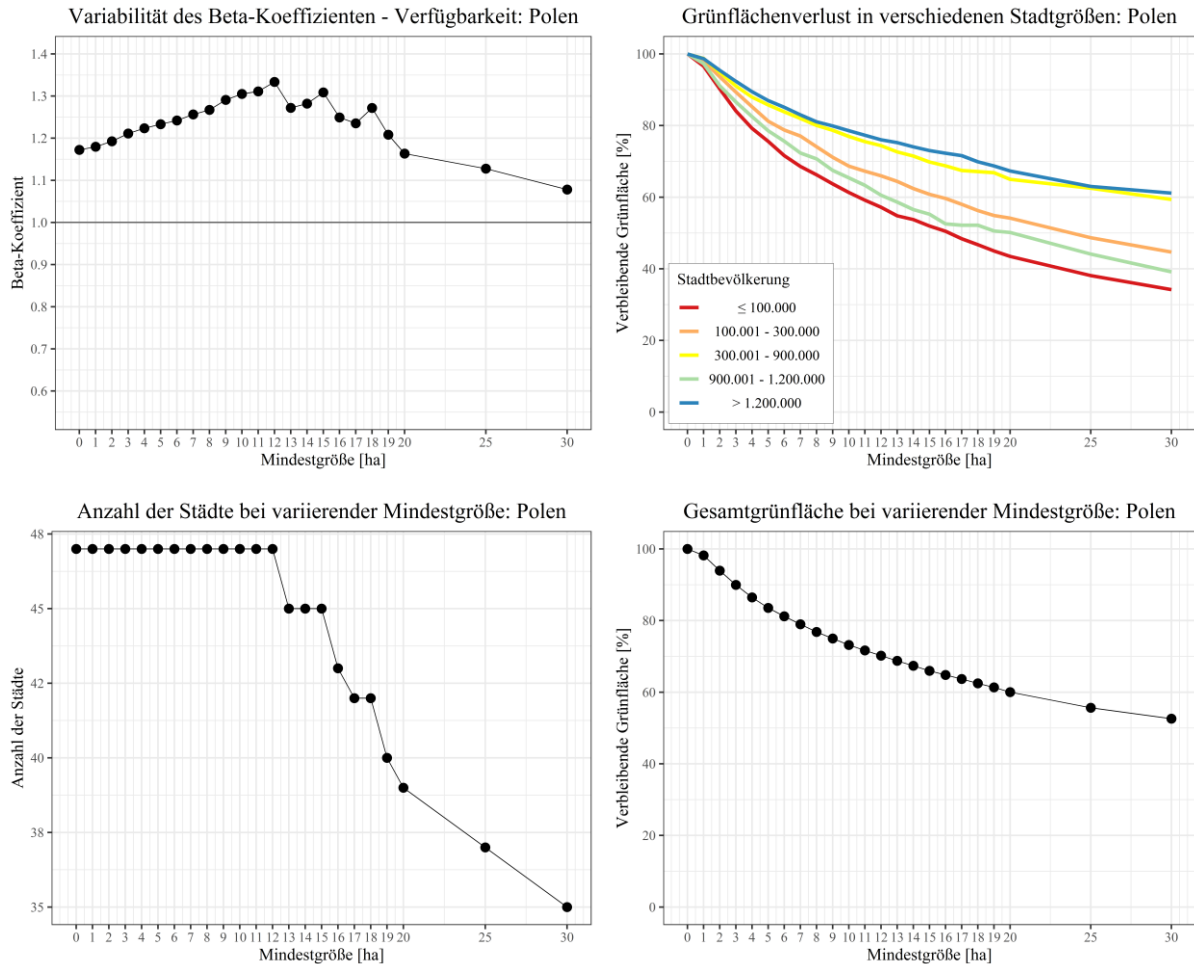 Variabilität des Beta-Koeffizienten - Verfügbarkeit: Polen
Beta-Koeffizient
1.4
1.3
1.2
1.1
1.0
0.9
0.8
0.7
0.6
0 1 2 3 4 5 6 7 8 9 10 11 12 13 14 15 16 17 18 19 20 25 30
Mindestgröße [ha]
Grünflächenverlust in verschiedenen Stadtgrößen: Polen
Verbleibende Grünfläche [%]
100
80
60
40
20
0
Stadtbevölkerung
≤ 100.000
100.001 - 300.000
300.001 - 900.000
900.001 - 1.200.000
> 1.200.000
0 1 2 3 4 5 6 7 8 9 10 11 12 13 14 15 16 17 18 19 20 25 30
Mindestgröße [ha]
Anzahl der Städte bei variierender Mindestgröße: Polen
Anzahl der Städte
48
45
42
40
38
35
0 1 2 3 4 5 6 7 8 9 10 11 12 13 14 15 16 17 18 19 20 25 30
Mindestgröße [ha]
Gesamtgrünfläche bei variierender Mindestgröße: Polen
Verbleibende Grünfläche [%]
100
80
60
40
20
0
0 1 2 3 4 5 6 7 8 9 10 11 12 13 14 15 16 17 18 19 20 25 30
Mindestgröße [ha]